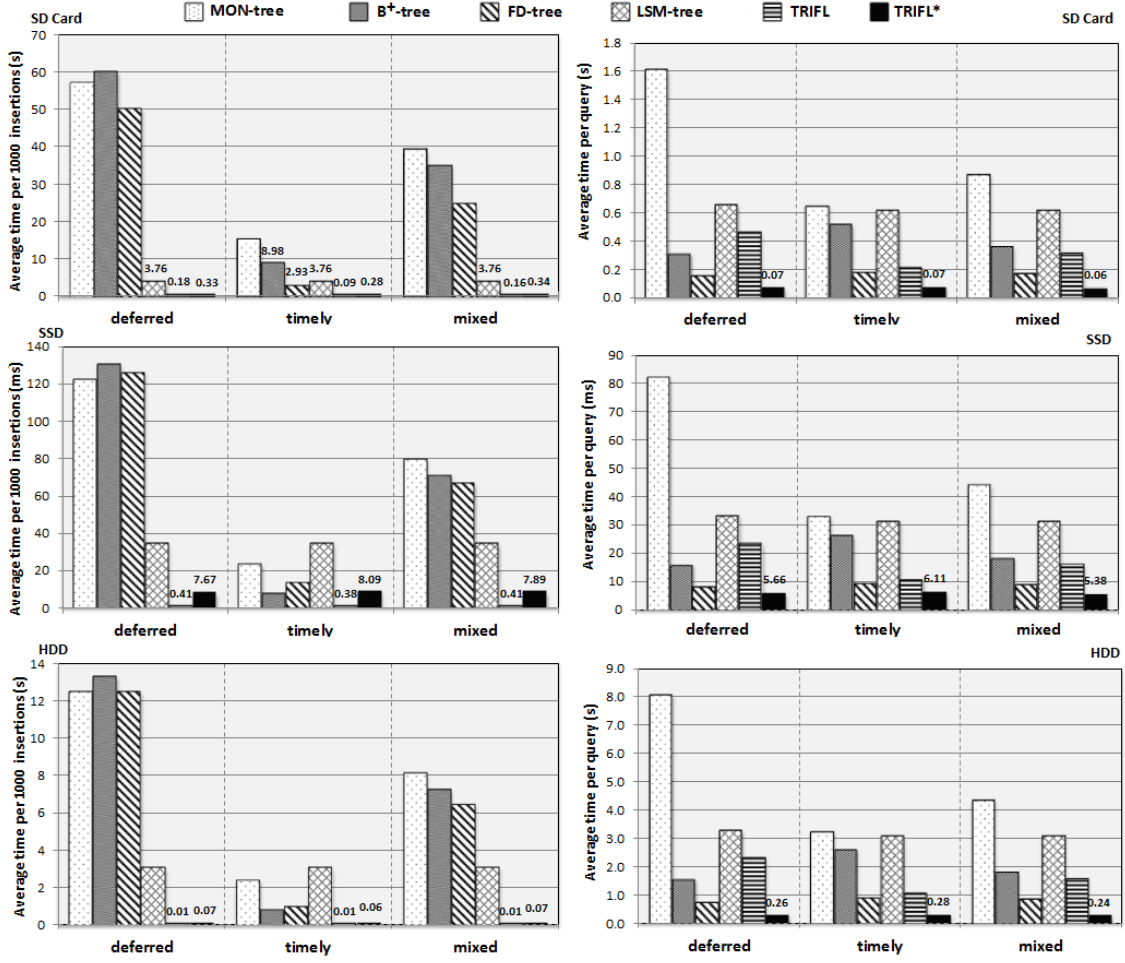 MON-tree B+-tree FD-tree LSM-tree TRIFL TRIFL*
SD Card
Average time per 1000 insertions (s)
70
60
50
40
30
20
10
0
3.76 0.18 0.33
8.98 2.93 3.76 0.09 0.28
3.76 0.16 0.34
deferred timely mixed
SD Card
Average time per query (s)
1.8
1.6
1.4
1.2
1.0
0.8
0.6
0.4
0.2
0.0
0.07 0.07 0.06
deferred timely mixed
SSD
Average time per 1000 insertions (ms)
140
120
100
80
60
40
20
0
0.41 7.67 0.38 8.09 0.41 7.89
deferred timely mixed
SSD
Average time per query (ms)
90
80
70
60
50
40
30
20
10
0
5.66 6.11 5.38
deferred timely mixed
HDD
Average time per 1000 insertions (s)
14
12
10
8
6
4
2
0
0.01 0.07 0.01 0.06 0.01 0.07
deferred timely mixed
HDD
Average time per query (s)
9.0
8.0
7.0
6.0
5.0
4.0
3.0
2.0
1.0
0.0
0.26 0.28 0.24
deferred timely mixed